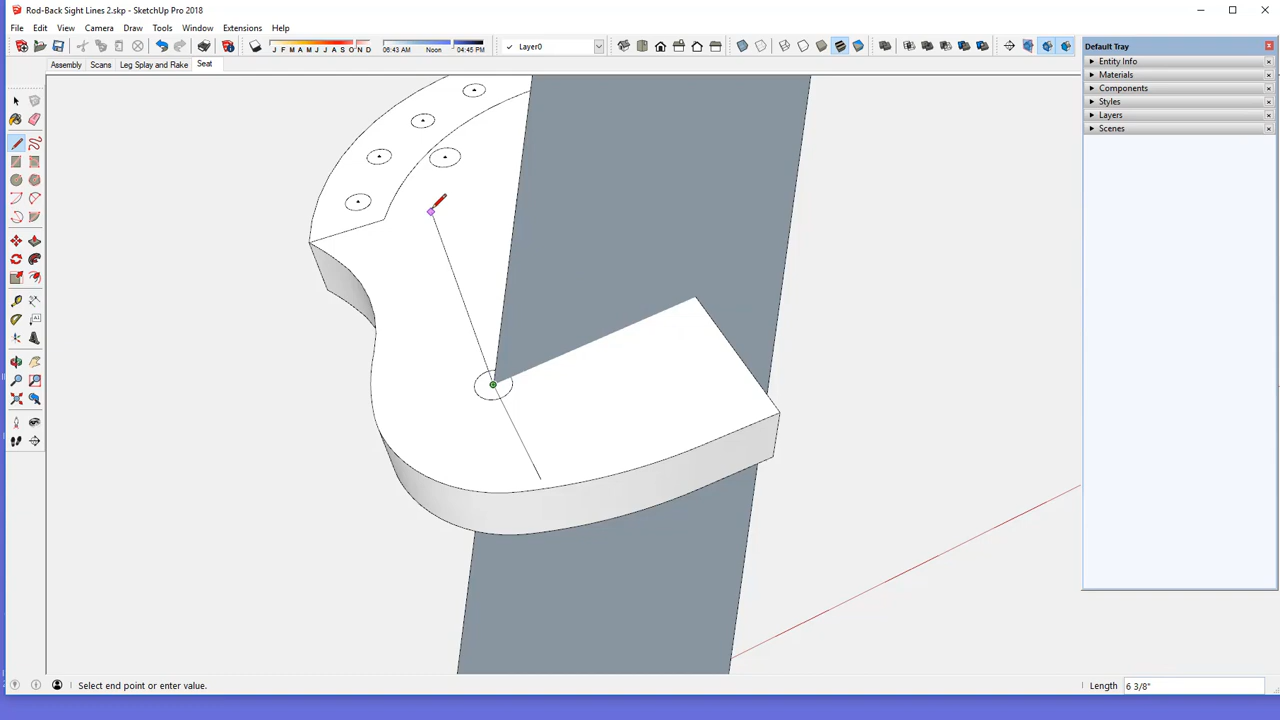 Rod-Back Sight Lines 2.skp - SketchUp Pro 2018
File Edit View Camera Draw Tools Window Extensions Help
J F M A M J J A S O N D 06:43 AM Noon 04:45 PM Layer0
Default Tray
Assembly Scans Leg Splay and Rake Seat
Entity Info
Materials
Components
Styles
Layers
Scenes
Select end point or enter value. Length 6 3/8"